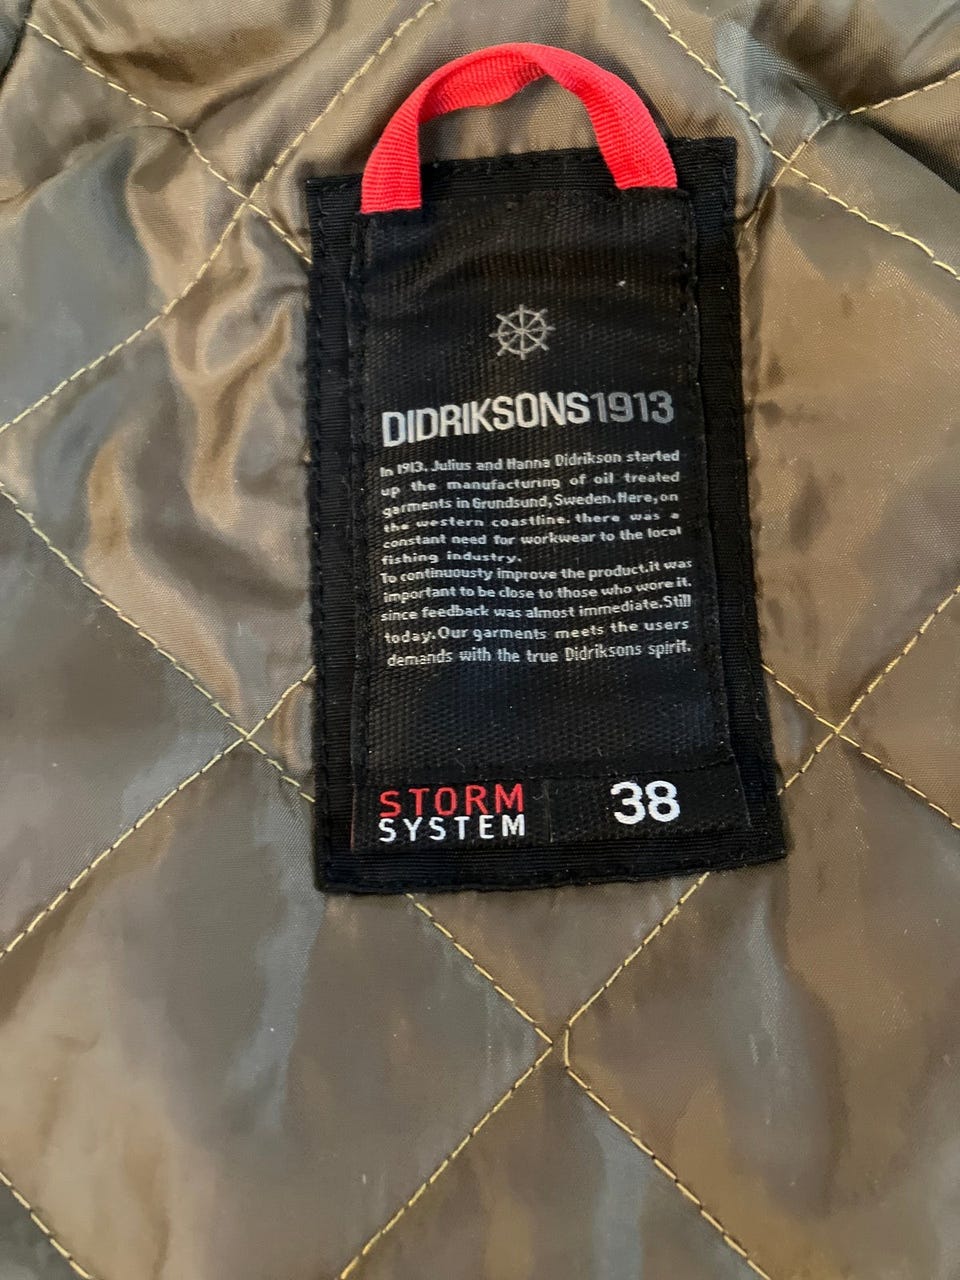 DIDRIKSONS1913
In 1913, Julius and Hanna Didrikson started
up the manufacturing of oil treated
garments in Grundsund, Sweden. Here, on
the western coastline, there was a
constant need for workwear to the local
fishing industry.
To continuously improve the product.it was
important to be close to those who wore it.
since feedback was almost immediate.Still
today.Our garments meets the users
demands with the true Didriksons spirit.
STORM
SYSTEM
38